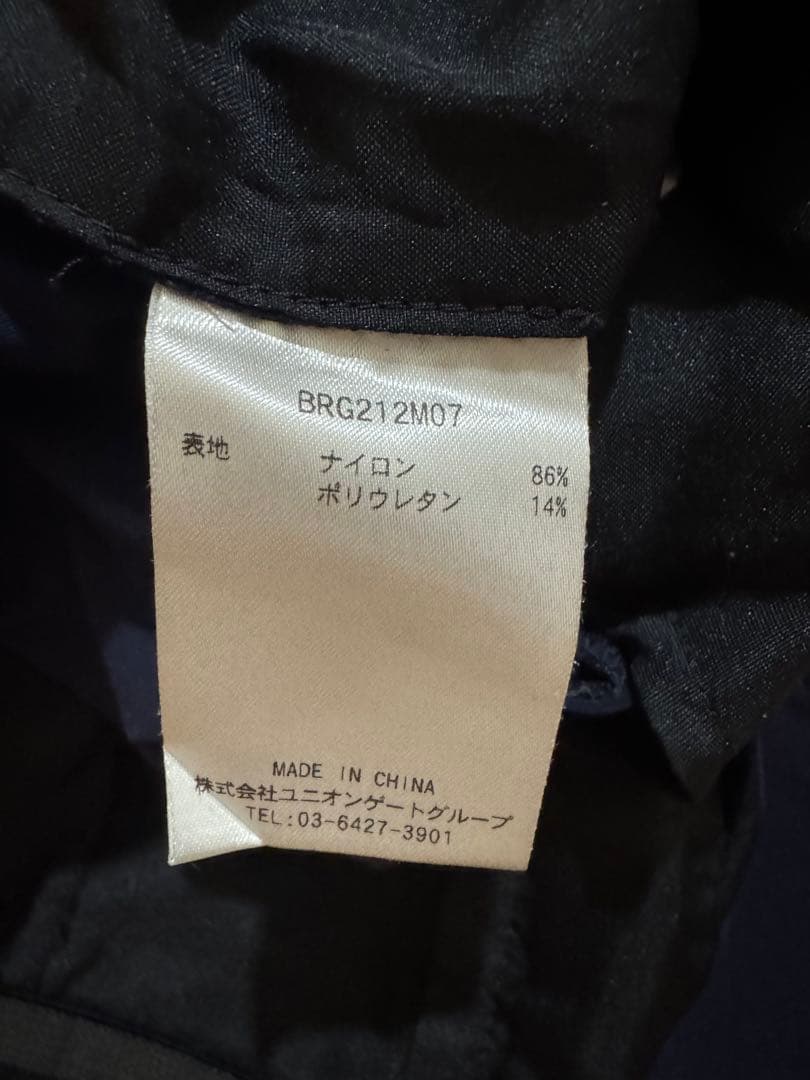 BRG212M07
表地 ナイロン 86%
ポリウレタン 14%
MADE IN CHINA
株式会社ユニオンゲートグループ
TEL:03-6427-3901